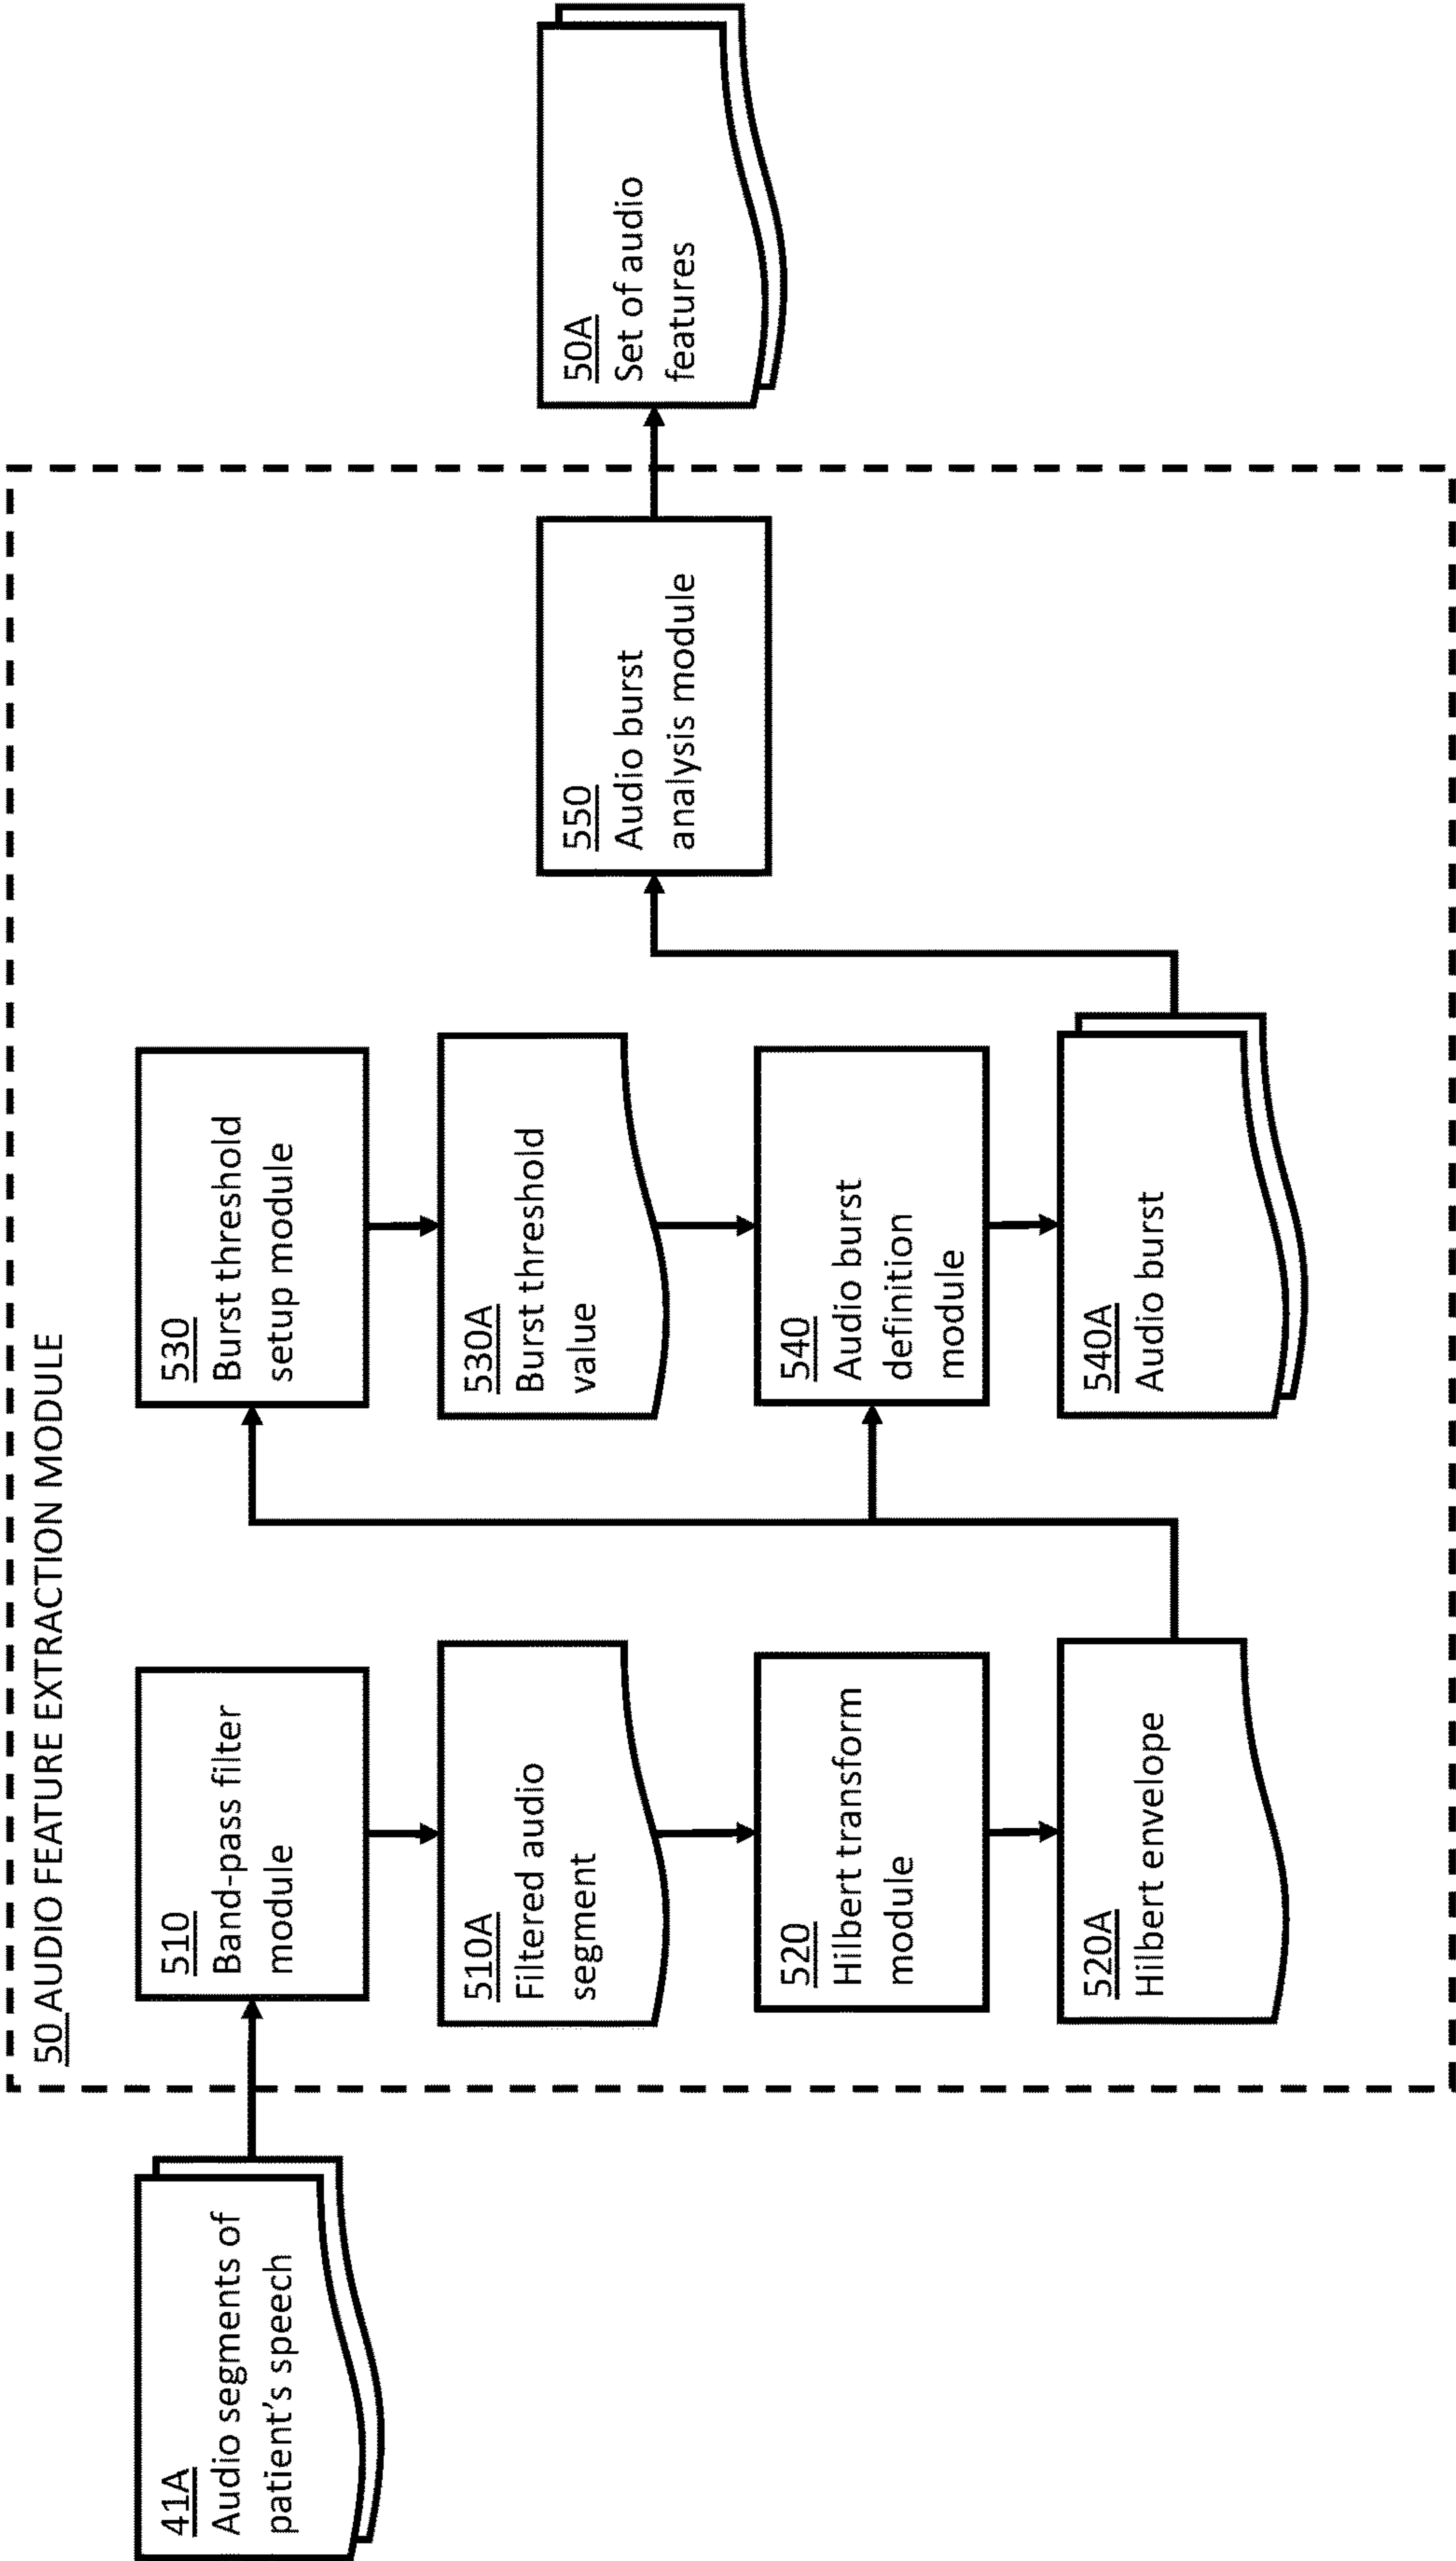 50 AUDIO FEATURE EXTRACTION MODULE
41A
Audio segments of
patient's speech
510
Band-pass filter
module
510A
Filtered audio
segment
520
Hilbert transform
module
520A
Hilbert envelope
530
Burst threshold
setup module
530A
Burst threshold
value
540
Audio burst
definition
module
540A
Audio burst
550
Audio burst
analysis module
50A
Set of audio
features